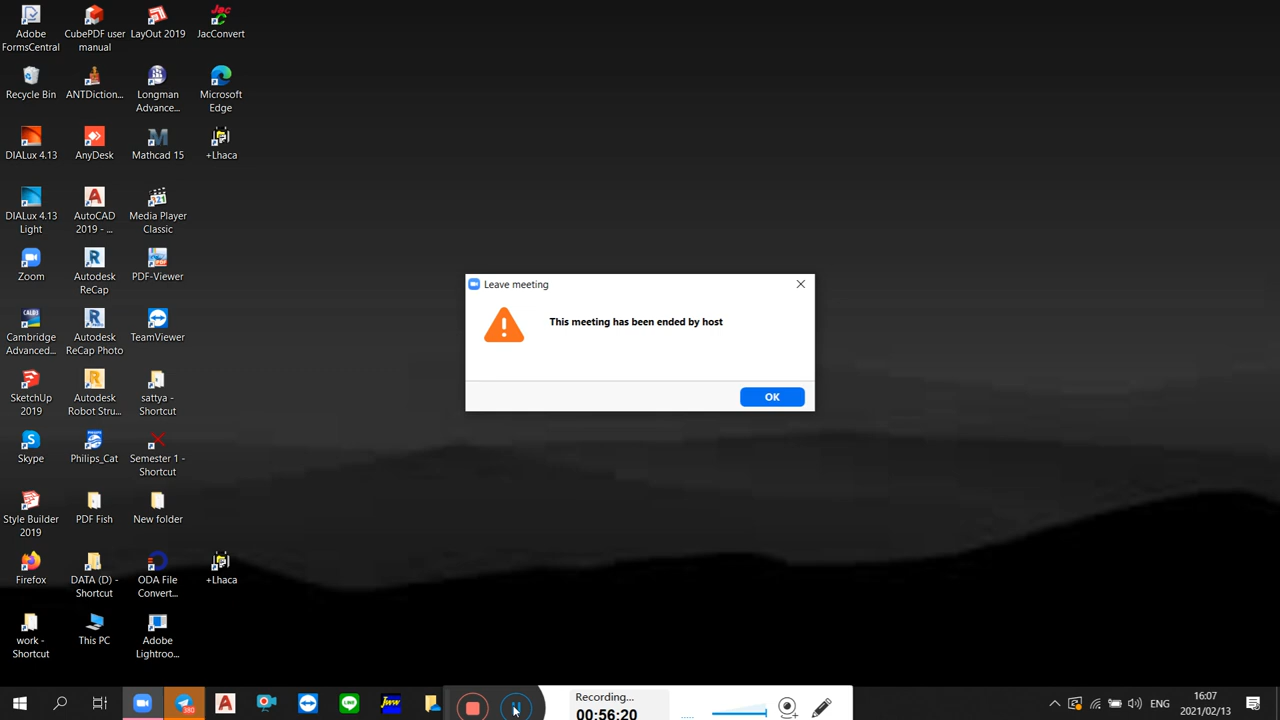 Adobe
FormsCentral
CubePDF user
manual
LayOut 2019
JacConvert
Recycle Bin
ANTDiction...
Longman
Advance...
Microsoft
Edge
DIALux 4.13
AnyDesk
Mathcad 15
+Lhaca
DIALux 4.13
Light
AutoCAD
2019 - ...
Media Player
Classic
Zoom
Autodesk
ReCap
PDF-Viewer
Cambridge
Advanced...
Autodesk
ReCap Photo
TeamViewer
SketchUp
2019
Autodesk
Robot Stru...
sattya -
Shortcut
Skype
Philips_Cat
Semester 1 -
Shortcut
Style Builder
2019
PDF Fish
New folder
Firefox
DATA (D) -
Shortcut
ODA File
Convert...
+Lhaca
work -
Shortcut
This PC
Adobe
Lightroo...
Leave meeting
This meeting has been ended by host
OK
Recording...
00:56:20
ENG
16:07
2021/02/13